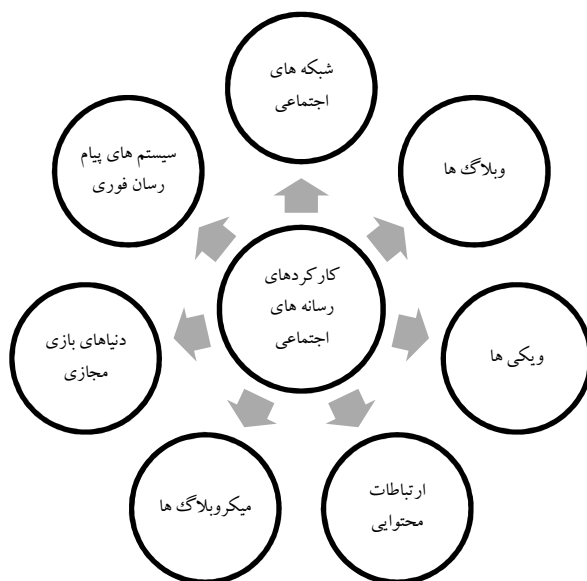 شبکه های
اجتماعی
وبلاگ ها
ویکی ها
ارتباطات
محتوایی
میکروبلاگ ها
دنیاهای بازی
مجازی
سیستم های پیام
رسان فوری
کارکردهای
رسانه های
اجتماعی